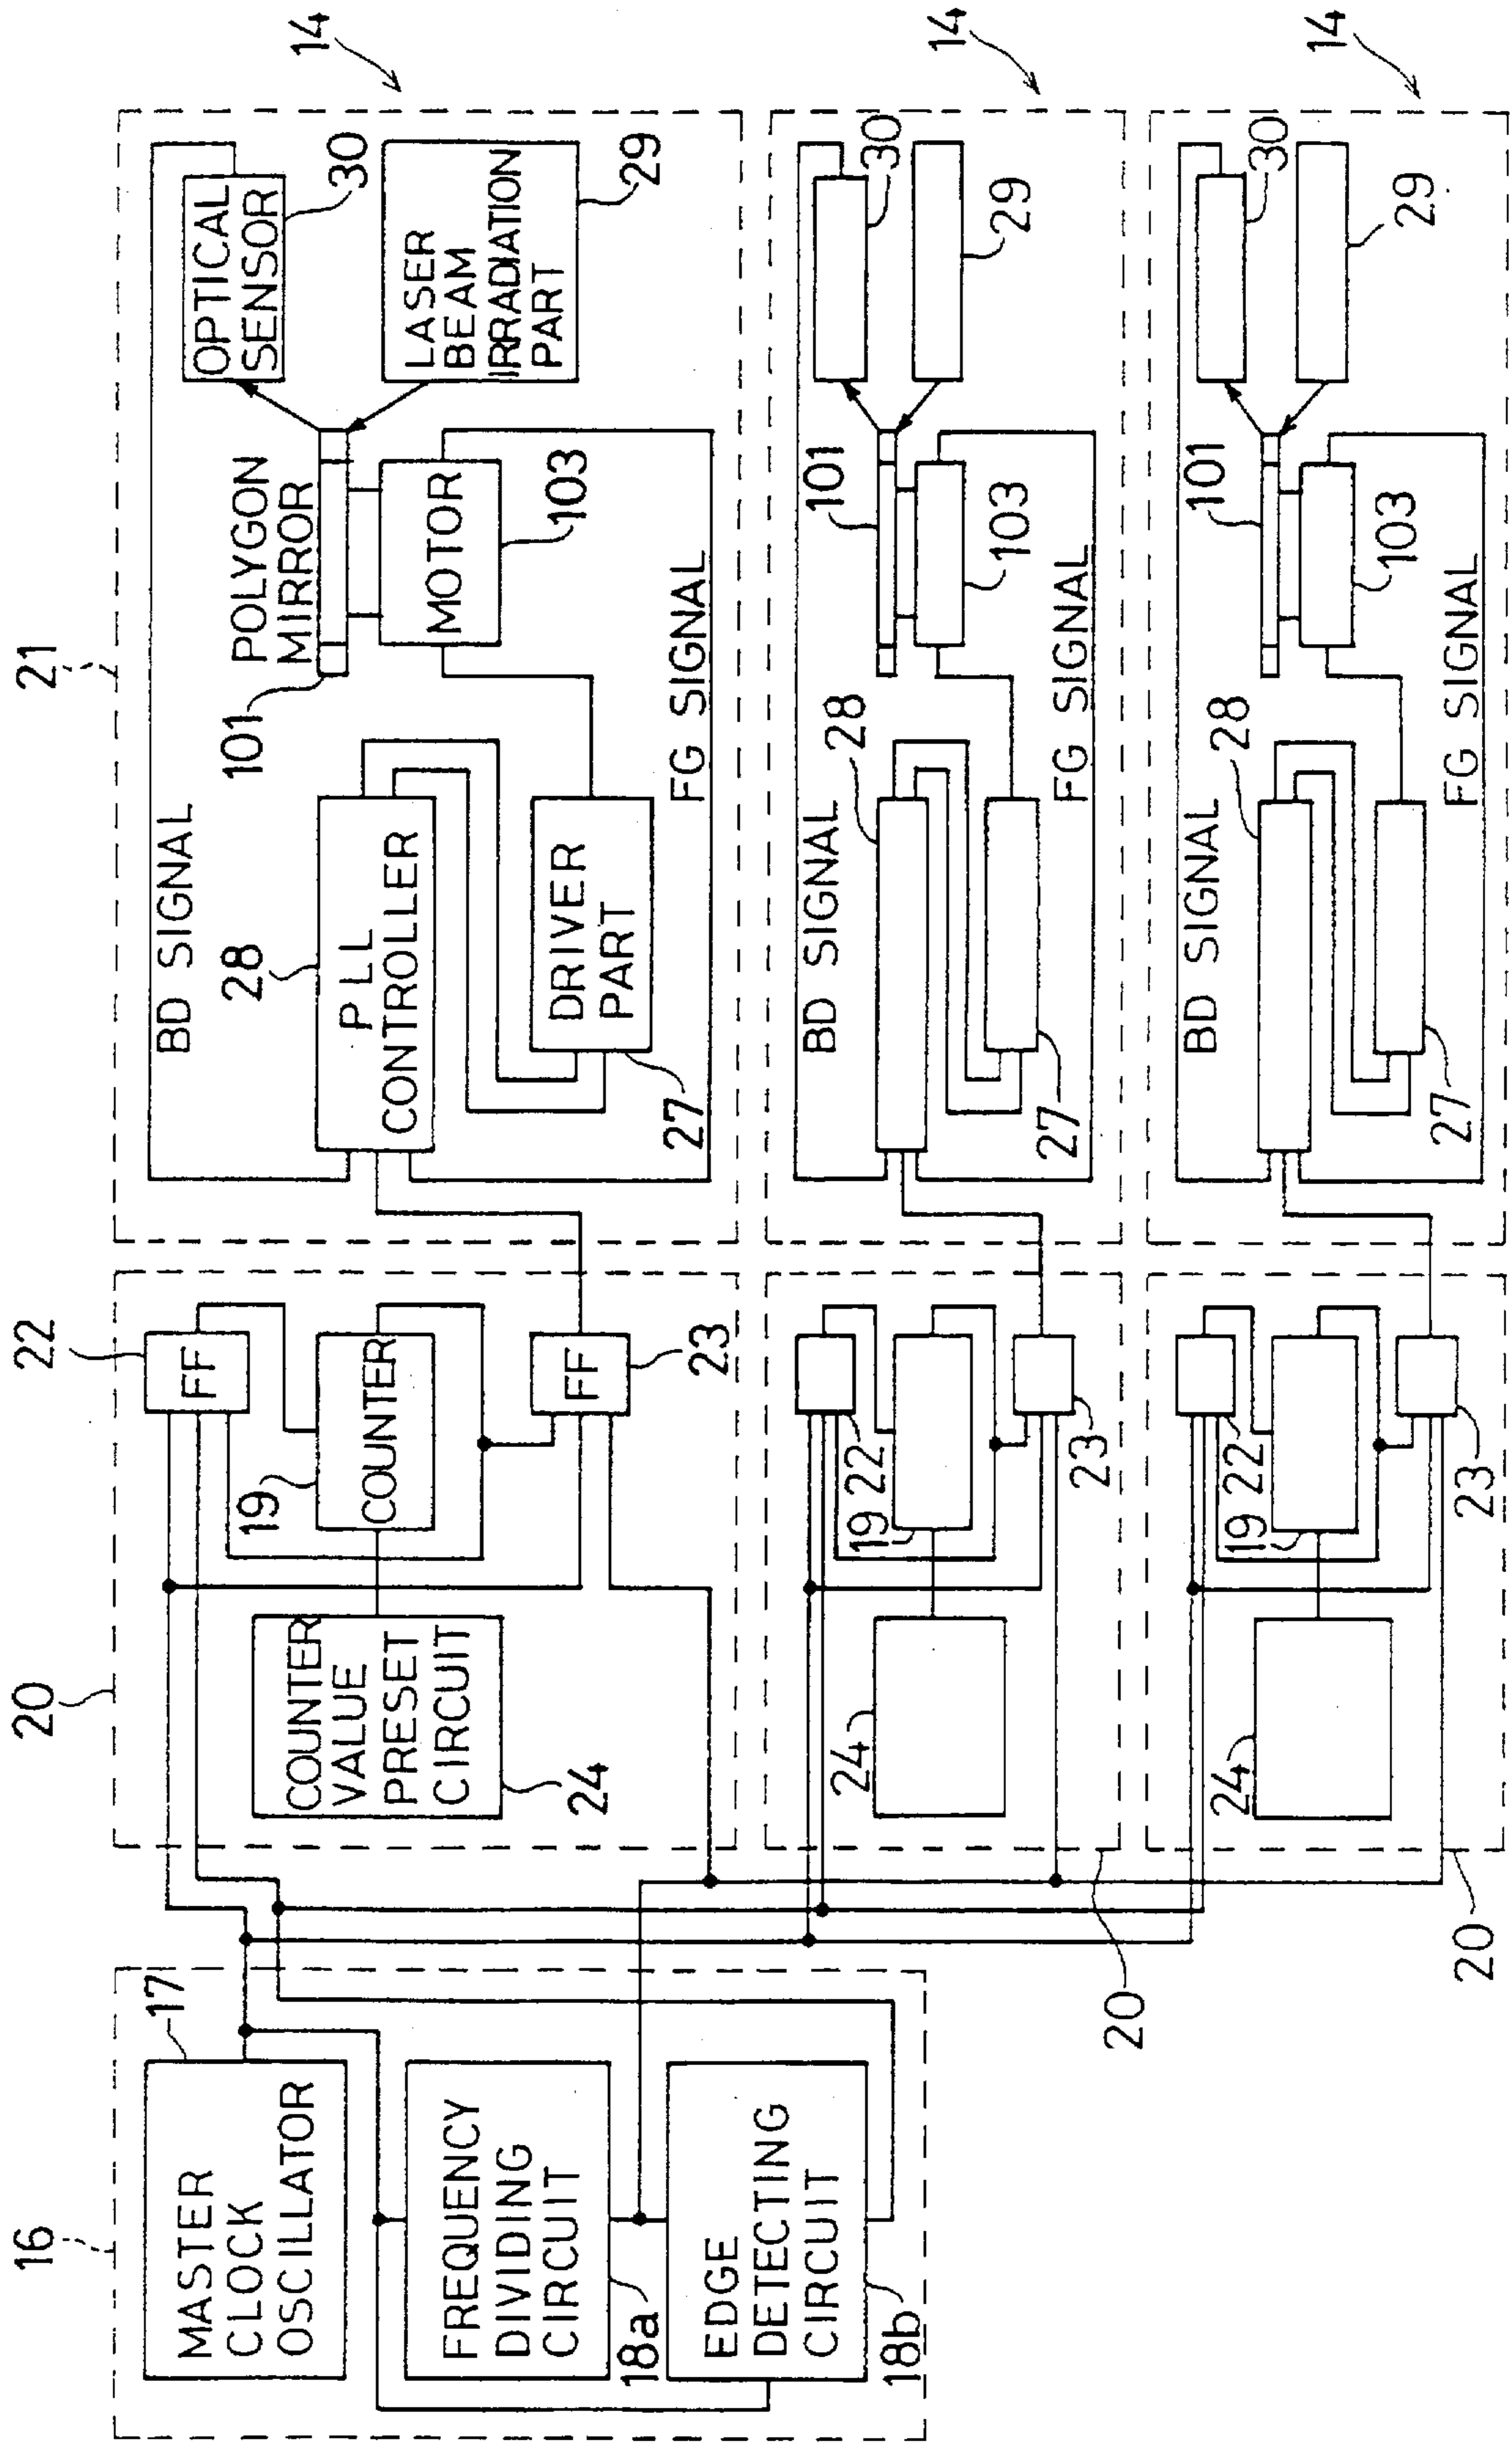 16
MASTER
CLOCK
OSCILLATOR
17
FREQUENCY
DIVIDING
CIRCUIT
18a
EDGE
DETECTING
CIRCUIT
18b
20
22
FF
19
COUNTER
FF
23
COUNTER
VALUE
PRESET
CIRCUIT
24
21
14
BD SIGNAL
28
PLL
CONTROLLER
DRIVER
PART
27
101
POLYGON
MIRROR
MOTOR
103
FG SIGNAL
OPTICAL
SENSOR
30
LASER
BEAM
IRRADIATION
PART
29
20
22
19
23
24
14
BD SIGNAL
28
27
101
103
FG SIGNAL
30
29
20
22
19
23
24
14
BD SIGNAL
28
27
101
103
FG SIGNAL
30
29